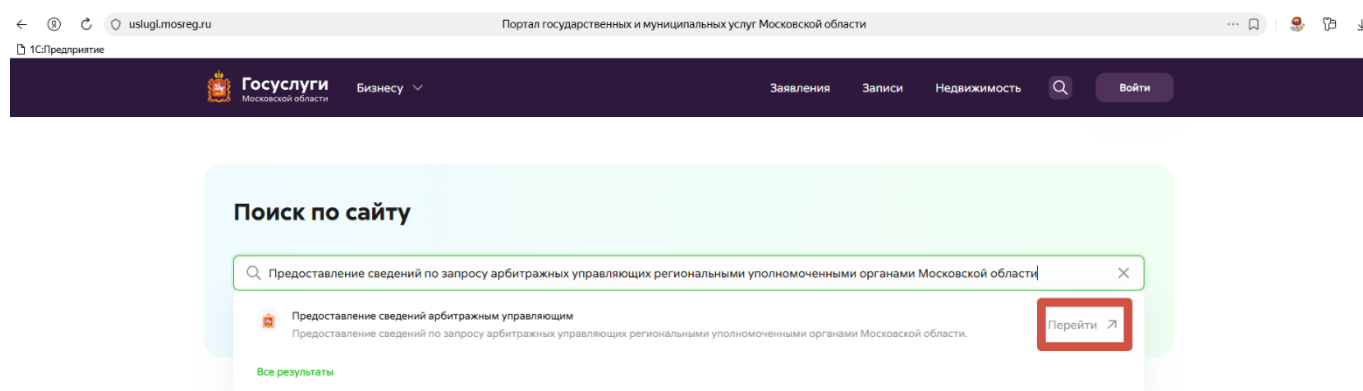 uslugi.mosreg.ru
Портал государственных и муниципальных услуг Московской области
1С:Предприятие
Госуслуги
Московской области
Бизнесу
Заявления
Записи
Недвижимость
Войти
Поиск по сайту
Предоставление сведений по запросу арбитражных управляющих региональными уполномоченными органами Московской области
Предоставление сведений арбитражным управляющим
Предоставление сведений по запросу арбитражных управляющих региональными уполномоченными органами Московской области.
Перейти
Все результаты